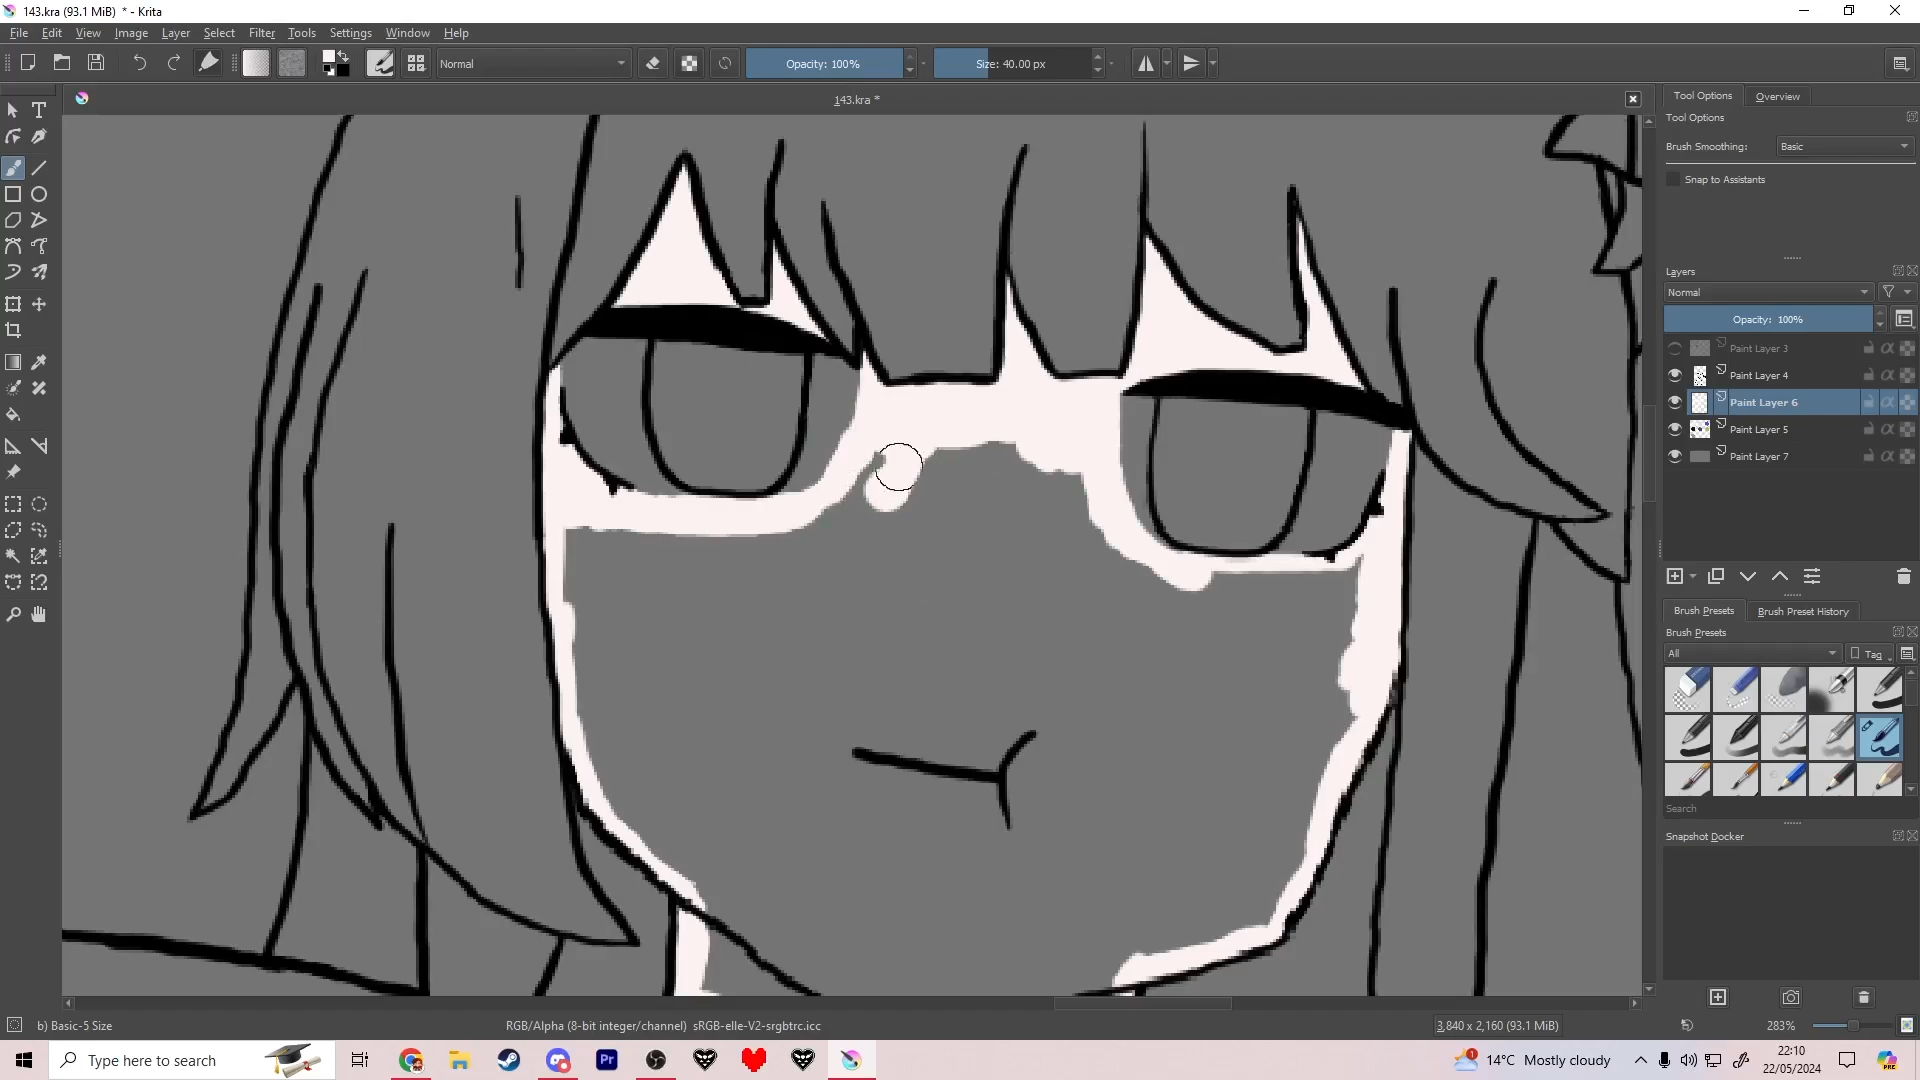 143.kra (93.1 MiB) * - Krita
File Edit View Image Layer Select Filter Tools Settings Window Help
Normal
Opacity: 100%
Size: 40.00 px
143.kra *
Tool Options
Overview
Tool Options
Brush Smoothing:
Basic
Snap to Assistants
Layers
Normal
Opacity: 100%
Paint Layer 3
Paint Layer 4
Paint Layer 6
Paint Layer 5
Paint Layer 7
Brush Presets
Brush Preset History
Brush Presets
All
Tag
Search
Snapshot Docker
b) Basic-5 Size
RGB/Alpha (8-bit integer/channel) sRGB-elle-V2-srgbtrc.icc
3,840 x 2,160 (93.1 MiB)
283%
Type here to search
Pr
1
14°C Mostly cloudy
22:10
22/05/2024
PRE